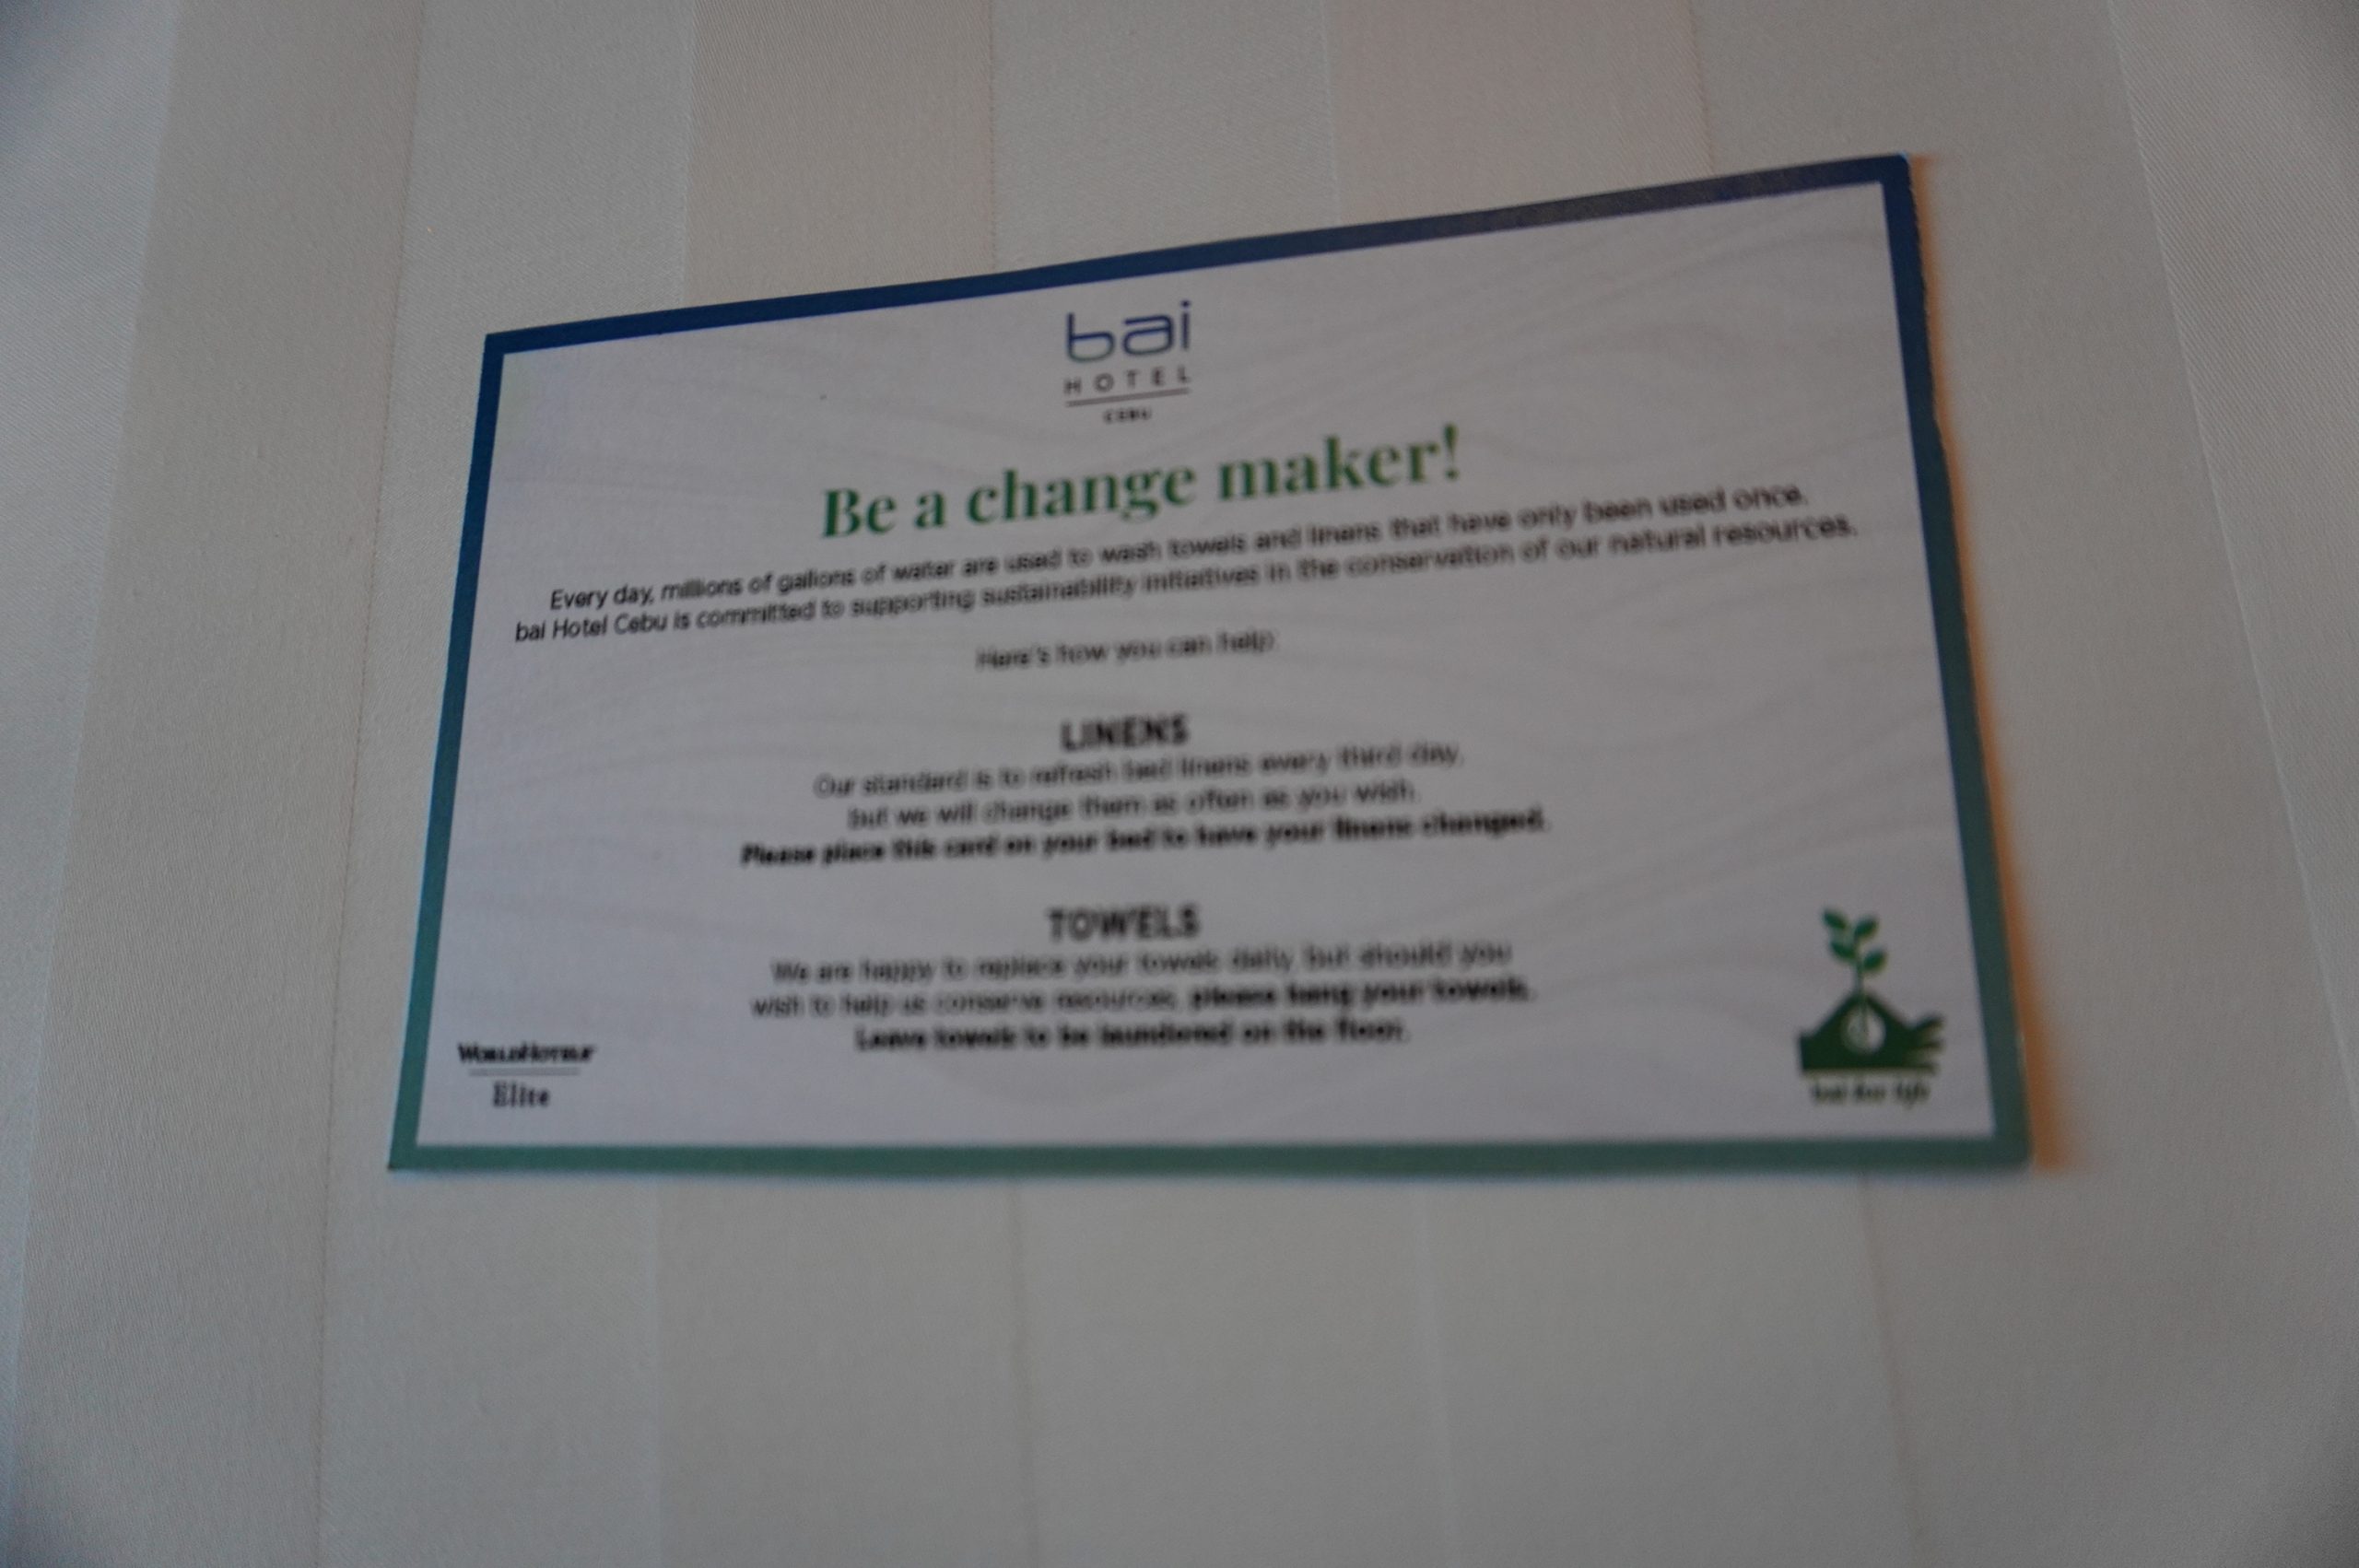 bai
HOTEL
CEBU
Be a change maker!
Every day, millions of gallons of water are used to wash towels and linens that have only been used once.
bai Hotel Cebu is committed to supporting sustainability initiatives in the conservation of our natural resources.
Here's how you can help
LINENS
Our standard is to refresh bed linens every third day,
but we will change them as often as you wish.
Please place this card on your bed to have your linens changed.
TOWELS
We are happy to replace your towels daily, but should you
wish to help us conserve resources, please hang your towels.
Leave towels to be laundered on the floor.
WorldHotels
Elite
bai for life